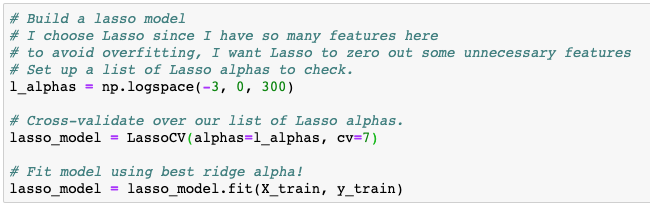 # Build a lasso model
# I choose Lasso since I have so many features here
# to avoid overfitting, I want Lasso to zero out some unnecessary features
# Set up a list of Lasso alphas to check.
l_alphas = np.logspace(-3, 0, 300)
# Cross-validate over our list of Lasso alphas.
lasso_model = LassoCV(alphas=l_alphas, cv=7)
# Fit model using best ridge alpha!
lasso_model = lasso_model.fit(X_train, y_train)